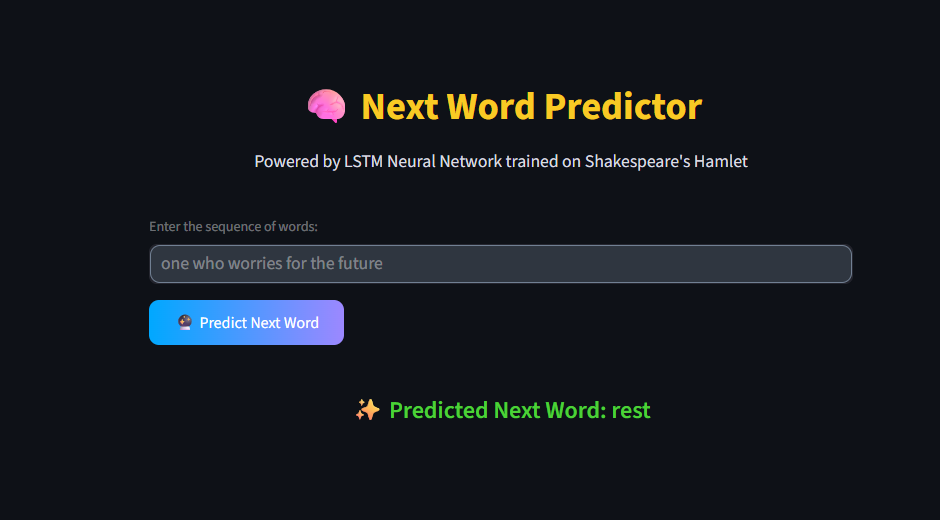 🧠 Next Word Predictor
Powered by LSTM Neural Network trained on Shakespeare's Hamlet
Enter the sequence of words:
one who worries for the future
🔮 Predict Next Word
✨ Predicted Next Word: rest